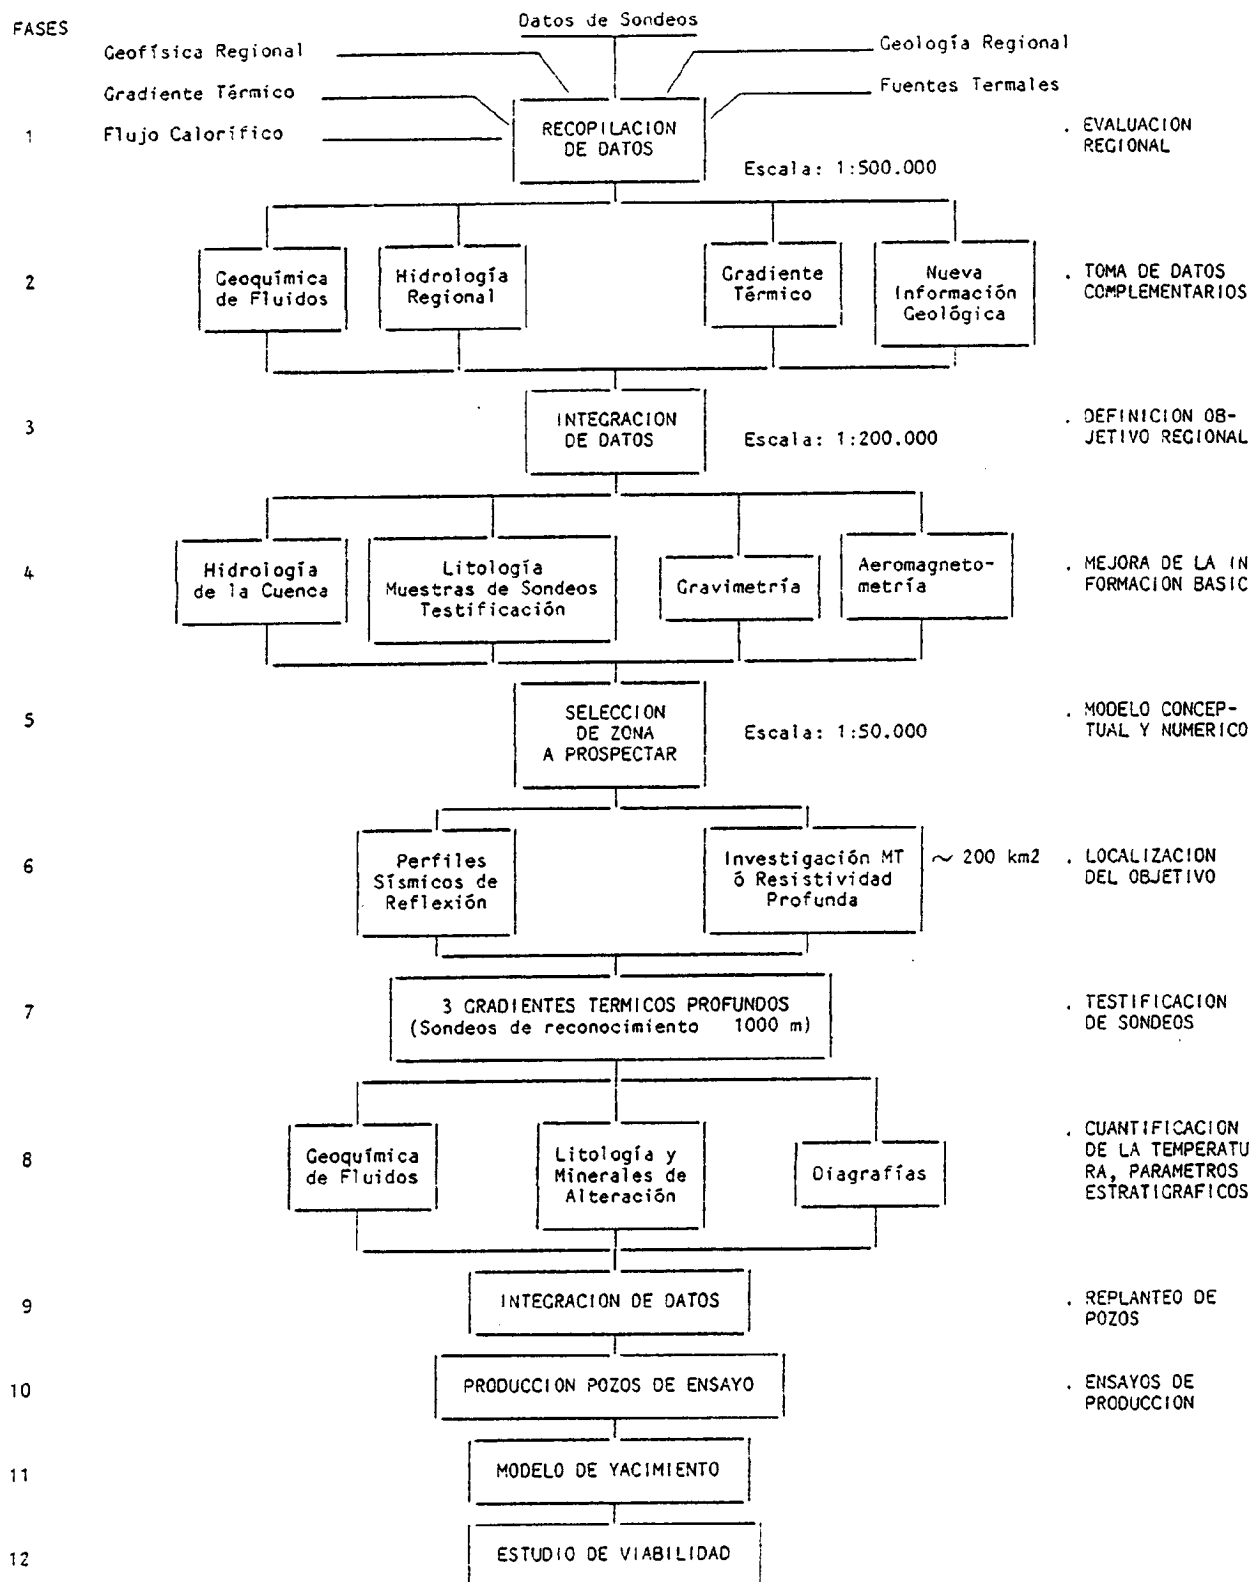 FASES
Datos de Sondeos
Geofísica Regional
Geología Regional
Gradiente Térmico
Fuentes Termales
1
Flujo Calorífico
RECOPILACION
DE DATOS
. EVALUACION
REGIONAL
Escala: 1:500.000
2
Geoquímica
de Fluidos
Hidrología
Regional
Gradiente
Térmico
Nueva
Información
Geológica
. TOMA DE DATOS
COMPLEMENTARIOS
3
INTEGRACION
DE DATOS
Escala: 1:200.000
. DEFINICION OB-
JETIVO REGIONAL
4
Hidrología
de la Cuenca
Litología
Muestras de Sondeos
Testificación
Gravimetría
Aeromagneto-
metría
. MEJORA DE LA IN
FORMACION BASIC
5
SELECCION
DE ZONA
A PROSPECTAR
Escala: 1:50.000
. MODELO CONCEP-
TUAL Y NUMERICO
6
Perfiles
Sísmicos de
Reflexión
Investigación MT
ó Resistividad
Profunda
~ 200 km2
. LOCALIZACION
DEL OBJETIVO
7
3 GRADIENTES TERMICOS PROFUNDOS
(Sondeos de reconocimiento 1000 m)
. TESTIFICACION
DE SONDEOS
8
Geoquímica
de Fluidos
Litología y
Minerales de
Alteración
Diagrafías
. CUANTIFICACION
DE LA TEMPERATU
RA, PARAMETROS
ESTRATIGRAFICOS
9
INTEGRACION DE DATOS
. REPLANTEO DE
POZOS
10
PRODUCCION POZOS DE ENSAYO
. ENSAYOS DE
PRODUCCION
11
MODELO DE YACIMIENTO
12
ESTUDIO DE VIABILIDAD